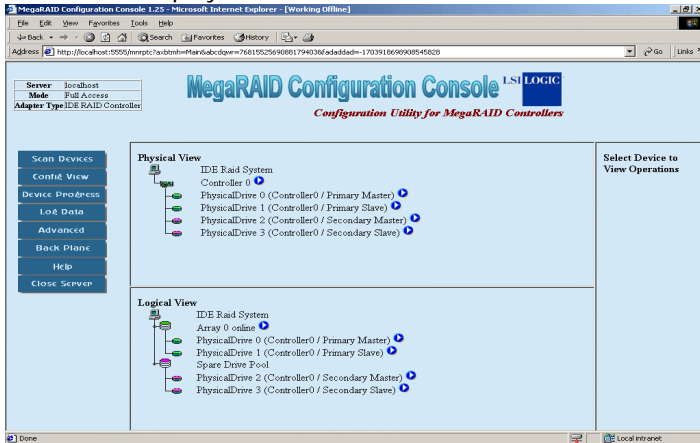 MegaRAID Configuration Console 1.25 - Microsoft Internet Explorer - [Working Offline]
File Edit View Favorites Tools Help
Back Search Favorites History
Address http://localhost:5555/mnrptc?axbtmh=Main&abcdqwr=7681552569088179403&fadaddad=-1703918698908545828 Go Links
Server localhost
Mode Full Access
Adapter Type IDE RAID Controller
MegaRAID Configuration Console LSI LOGIC
Configuration Utility for MegaRAID Controllers
Scan Devices
Config View
Device Progress
Log Data
Advanced
Back Plane
Help
Close Server
Physical View
IDE Raid System
Controller 0
PhysicalDrive 0 (Controller0 / Primary Master)
PhysicalDrive 1 (Controller0 / Primary Slave)
PhysicalDrive 2 (Controller0 / Secondary Master)
PhysicalDrive 3 (Controller0 / Secondary Slave)
Select Device to
View Operations
Logical View
IDE Raid System
Array 0 online
PhysicalDrive 0 (Controller0 / Primary Master)
PhysicalDrive 1 (Controller0 / Primary Slave)
Spare Drive Pool
PhysicalDrive 2 (Controller0 / Secondary Master)
PhysicalDrive 3 (Controller0 / Secondary Slave)
Done Local intranet